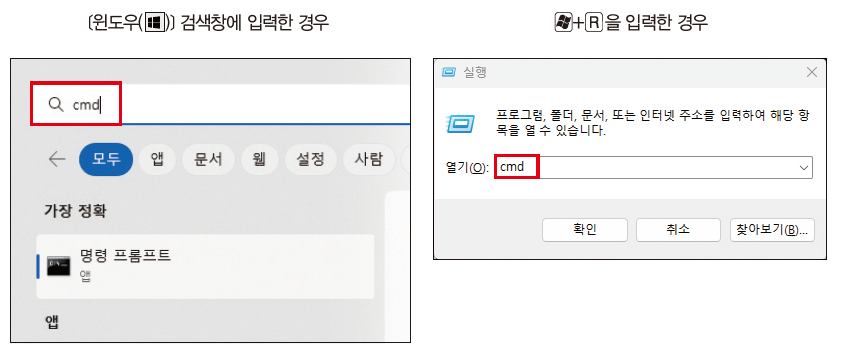 [윈도우(⊞)] 검색창에 입력한 경우
⊞+R을 입력한 경우
cmd
모두 앱 문서 웹 설정 사람
가장 정확
명령 프롬프트
앱
앱
실행
프로그램, 폴더, 문서, 또는 인터넷 주소를 입력하여 해당 항
목을 열 수 있습니다.
열기(O): cmd
확인 취소 찾아보기(B)...